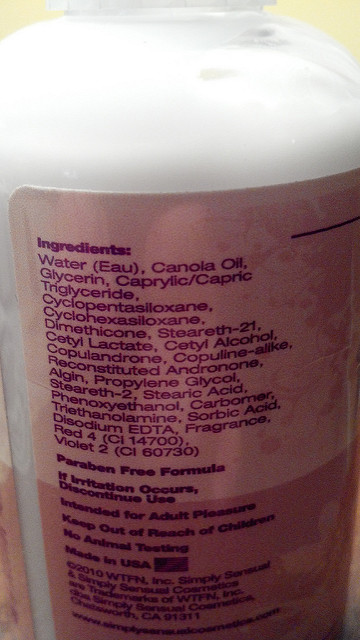 Ingredients:
Water (Eau), Canola Oil,
Glycerin, Caprylic/Capric
Triglyceride,
Cyclopentasiloxane,
Cyclohexasiloxane,
Dimethicone, Steareth-21,
Cetyl Lactate, Cetyl Alcohol,
Copulandrone, Copuline-alike,
Reconstituted Andronone,
Algin, Propylene Glycol,
Steareth-2, Stearic Acid,
Phenoxyethanol, Carbomer,
Triethanolamine, Sorbic Acid,
Disodium EDTA, Fragrance,
Red 4 (CI 14700),
Violet 2 (CI 60730)
Paraben Free Formula
If Irritation Occurs,
Discontinue Use
Intended for Adult Pleasure
Keep Out of Reach of Children
No Animal Testing
Made in USA
©2010 WTFN, Inc. Simply Sensual
& Simply Sensual Cosmetics
are Trademarks of WTFN, Inc.
dba Simply Sensual Cosmetics
Chatsworth, CA 91311
www.simplysensualcosmetics.com